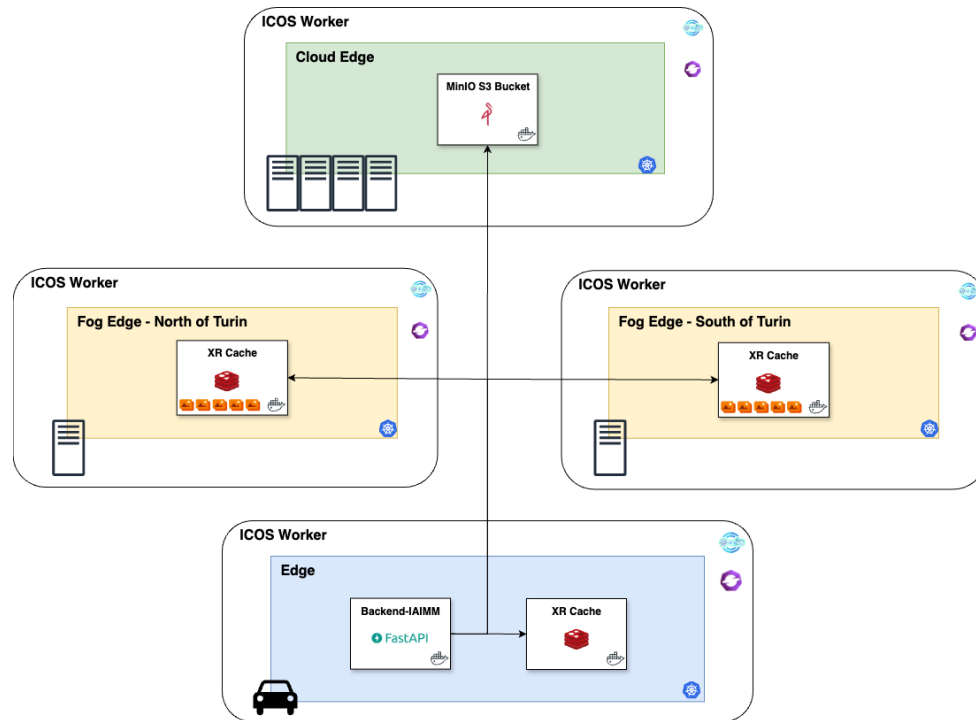 ICOS Worker
Cloud Edge
MinIO S3 Bucket
ICOS Worker
Fog Edge - North of Turin
XR Cache
ICOS Worker
Fog Edge - South of Turin
XR Cache
ICOS Worker
Edge
Backend-IAIMM
FastAPI
XR Cache